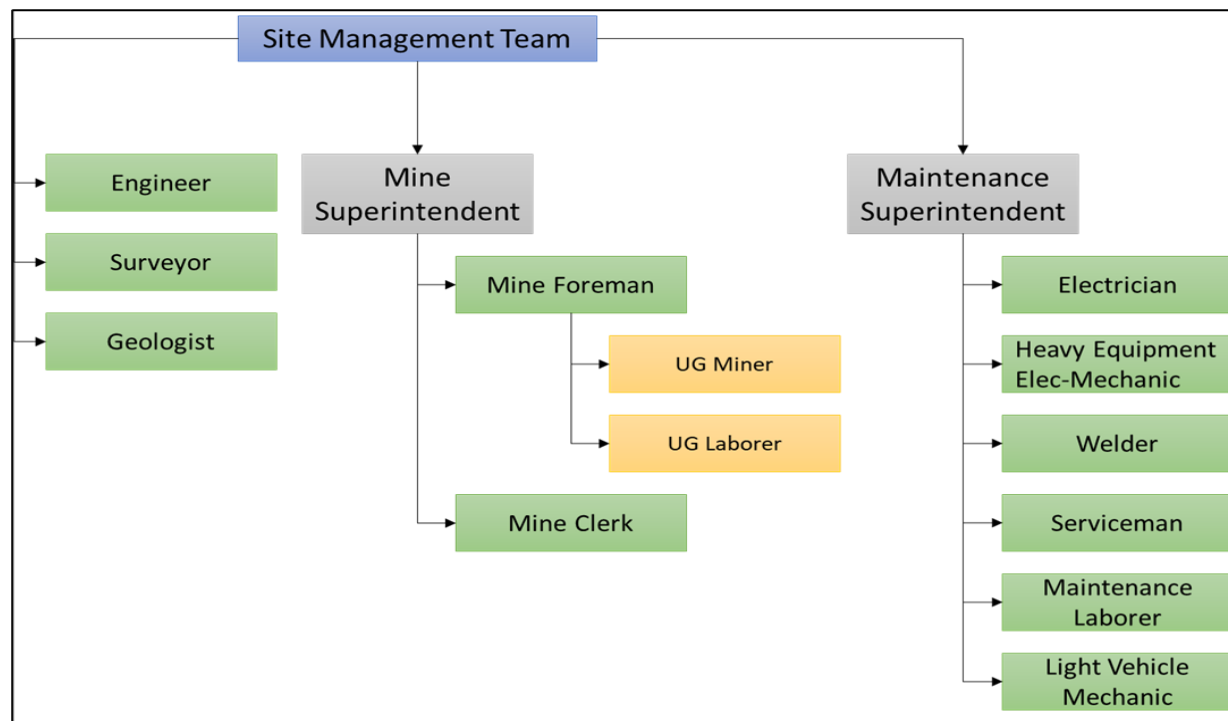 Site Management Team
Engineer
Surveyor
Geologist
Mine
Superintendent
Mine Foreman
UG Miner
UG Laborer
Mine Clerk
Maintenance
Superintendent
Electrician
Heavy Equipment
Elec-Mechanic
Welder
Serviceman
Maintenance
Laborer
Light Vehicle
Mechanic